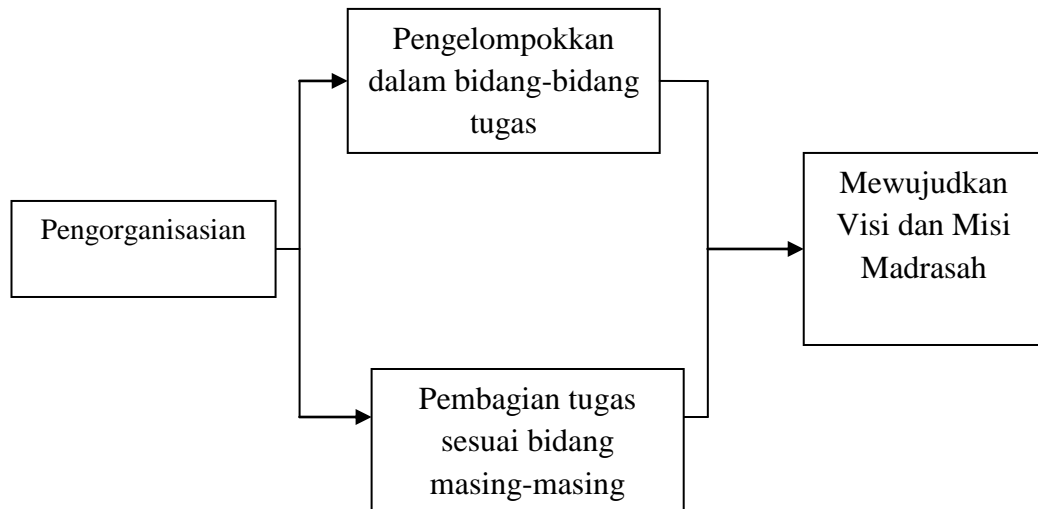 Pengelompokkan
dalam bidang-bidang
tugas
Pengorganisasian
Mewujudkan
Visi dan Misi
Madrasah
Pembagian tugas
sesuai bidang
masing-masing